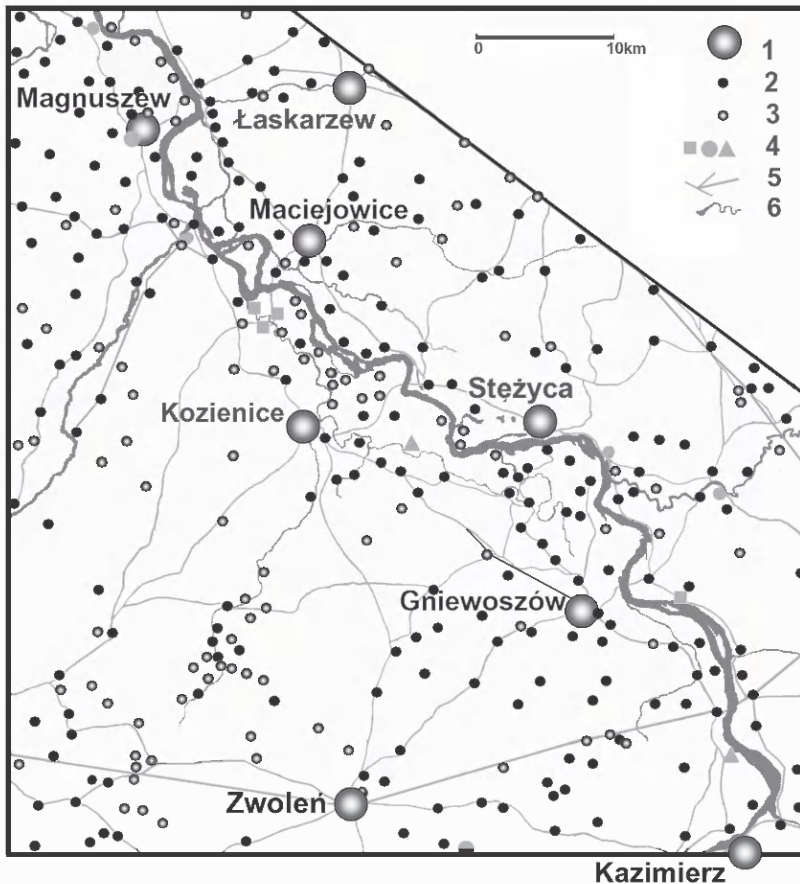 0 10km
1
2
3
4
5
6
Magnuszew
Łaskarzew
Maciejowice
Stężyca
Kozienice
Gniewoszów
Zwoleń
Kazimierz